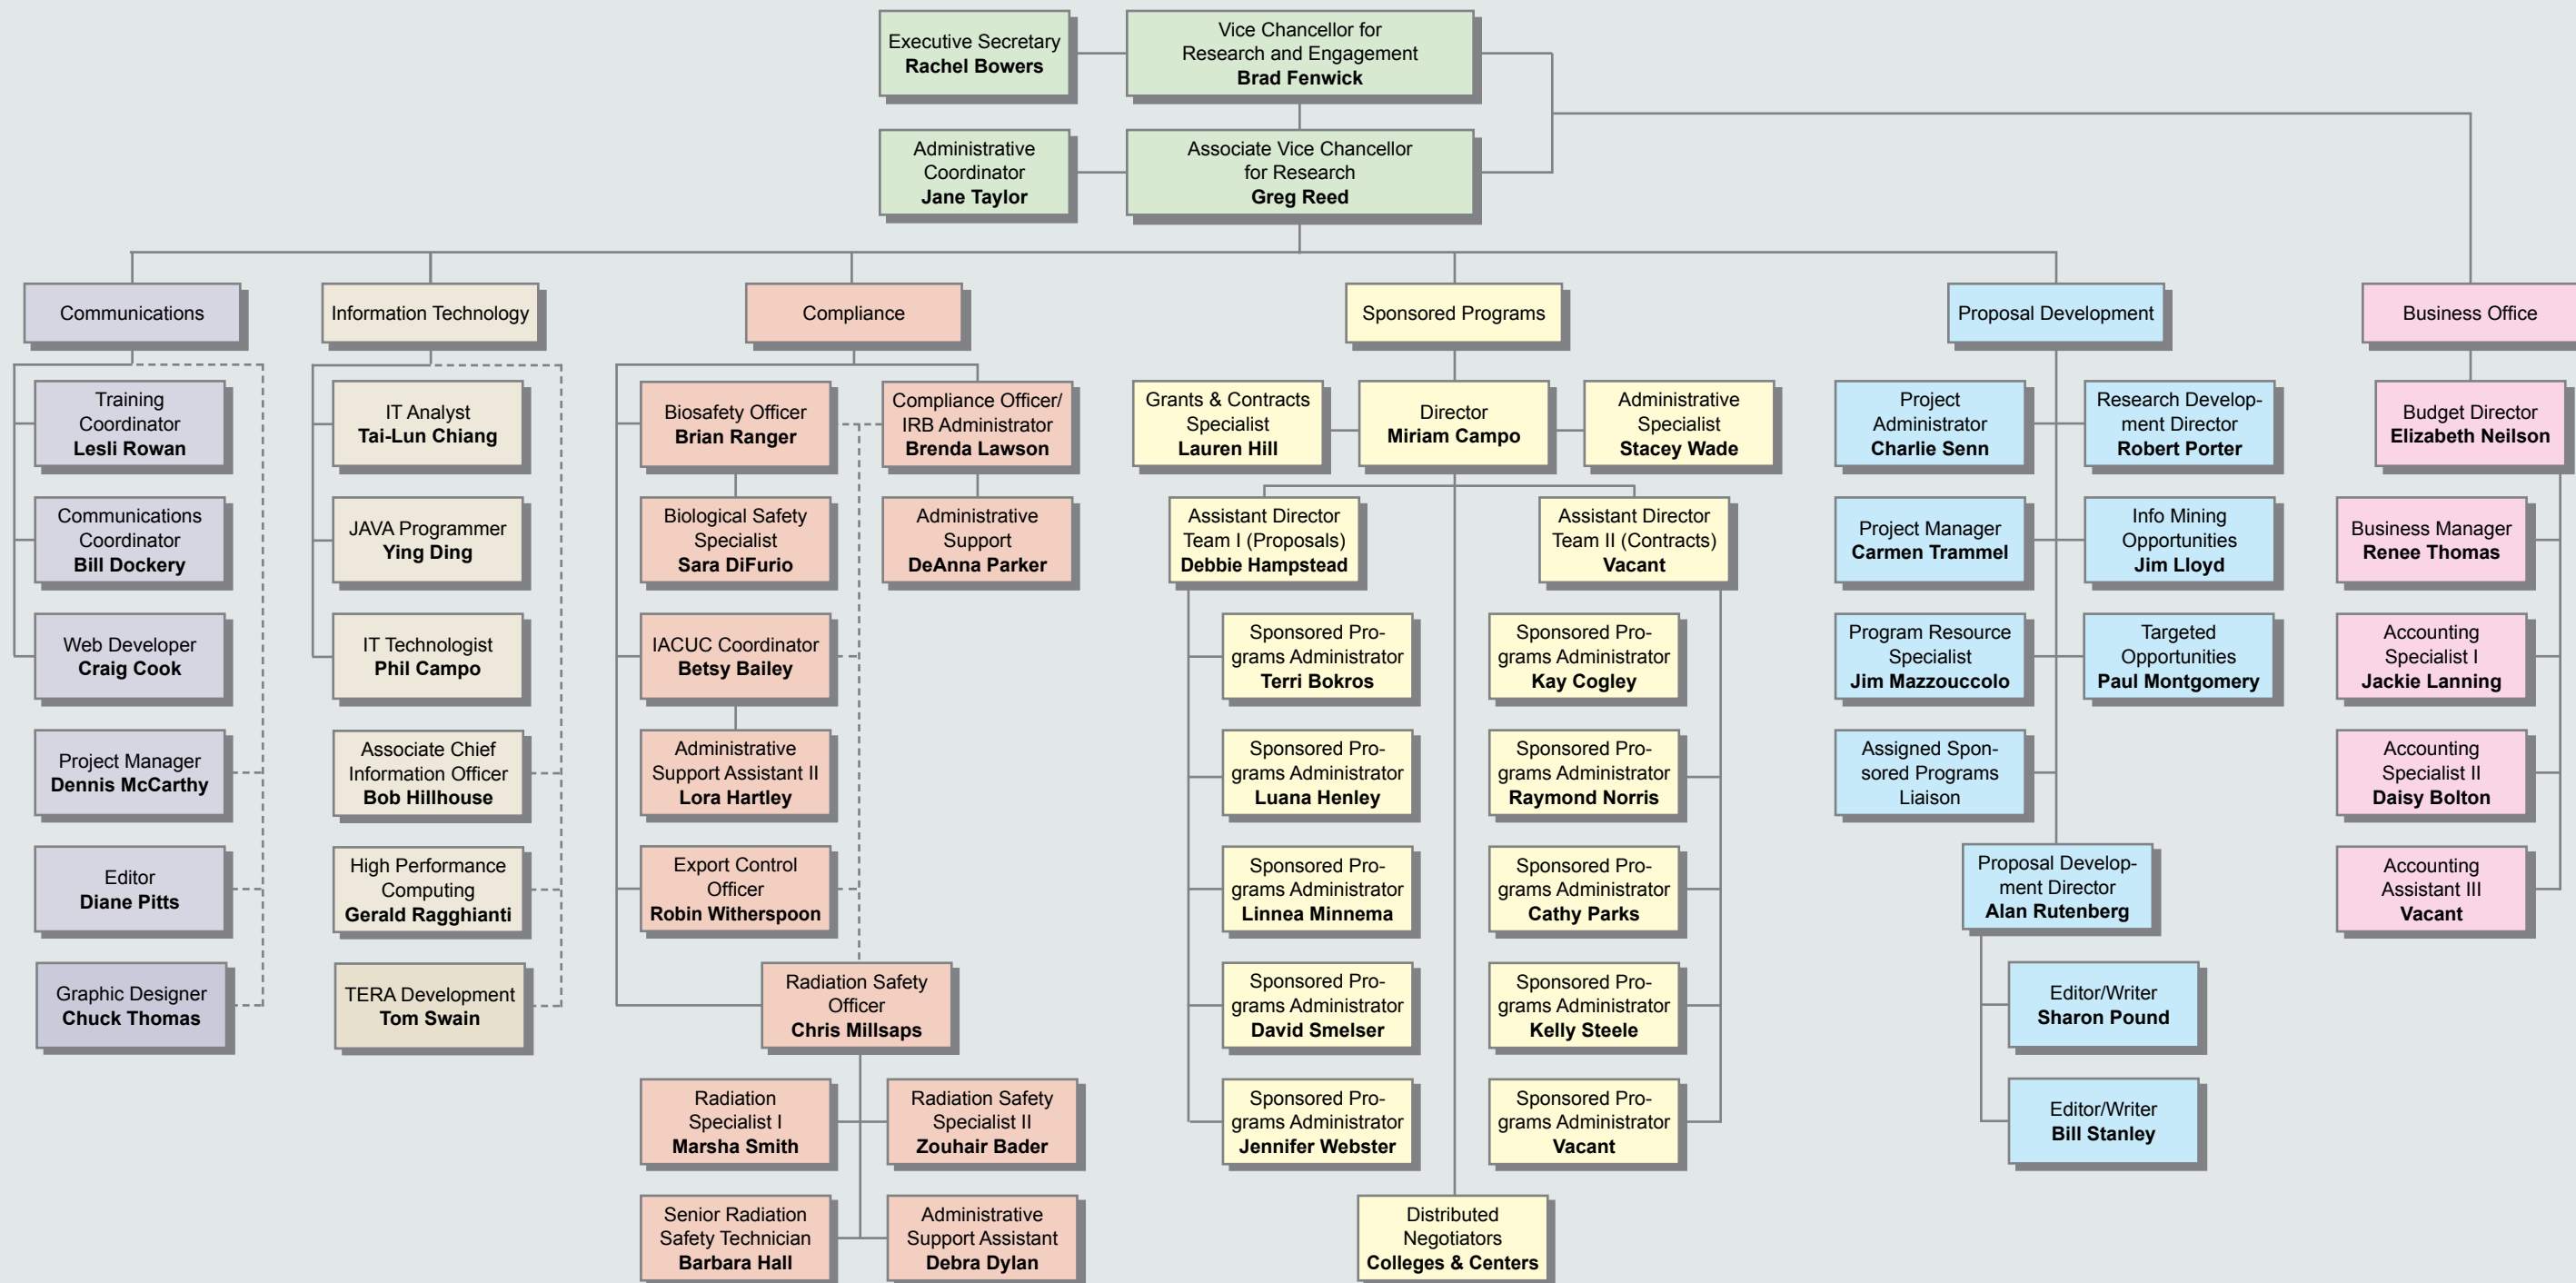 Executive Secretary
Rachel Bowers
Vice Chancellor for
Research and Engagement
Brad Fenwick
Administrative
Coordinator
Jane Taylor
Associate Vice Chancellor
for Research
Greg Reed
Communications
Training
Coordinator
Lesli Rowan
Communications
Coordinator
Bill Dockery
Web Developer
Craig Cook
Project Manager
Dennis McCarthy
Editor
Diane Pitts
Graphic Designer
Chuck Thomas
Information Technology
IT Analyst
Tai-Lun Chiang
JAVA Programmer
Ying Ding
IT Technologist
Phil Campo
Associate Chief
Information Officer
Bob Hillhouse
High Performance
Computing
Gerald Ragghianti
TERA Development
Tom Swain
Compliance
Biosafety Officer
Brian Ranger
Compliance Officer/
IRB Administrator
Brenda Lawson
Biological Safety
Specialist
Sara DiFurio
Administrative
Support
DeAnna Parker
IACUC Coordinator
Betsy Bailey
Administrative
Support Assistant II
Lora Hartley
Export Control
Officer
Robin Witherspoon
Radiation Safety
Officer
Chris Millsaps
Radiation
Specialist I
Marsha Smith
Radiation Safety
Specialist II
Zouhair Bader
Senior Radiation
Safety Technician
Barbara Hall
Administrative
Support Assistant
Debra Dylan
Sponsored Programs
Grants & Contracts
Specialist
Lauren Hill
Director
Miriam Campo
Administrative
Specialist
Stacey Wade
Assistant Director
Team I (Proposals)
Debbie Hampstead
Assistant Director
Team II (Contracts)
Vacant
Sponsored Pro-
grams Administrator
Terri Bokros
Sponsored Pro-
grams Administrator
Kay Cogley
Sponsored Pro-
grams Administrator
Luana Henley
Sponsored Pro-
grams Administrator
Raymond Norris
Sponsored Pro-
grams Administrator
Linnea Minnema
Sponsored Pro-
grams Administrator
Cathy Parks
Sponsored Pro-
grams Administrator
David Smelser
Sponsored Pro-
grams Administrator
Kelly Steele
Sponsored Pro-
grams Administrator
Jennifer Webster
Sponsored Pro-
grams Administrator
Vacant
Distributed
Negotiators
Colleges & Centers
Proposal Development
Project
Administrator
Charlie Senn
Research Develop-
ment Director
Robert Porter
Project Manager
Carmen Trammel
Info Mining
Opportunities
Jim Lloyd
Program Resource
Specialist
Jim Mazzouccolo
Targeted
Opportunities
Paul Montgomery
Assigned Spon-
sored Programs
Liaison
Proposal Develop-
ment Director
Alan Rutenberg
Editor/Writer
Sharon Pound
Editor/Writer
Bill Stanley
Business Office
Budget Director
Elizabeth Neilson
Business Manager
Renee Thomas
Accounting
Specialist I
Jackie Lanning
Accounting
Specialist II
Daisy Bolton
Accounting
Assistant III
Vacant